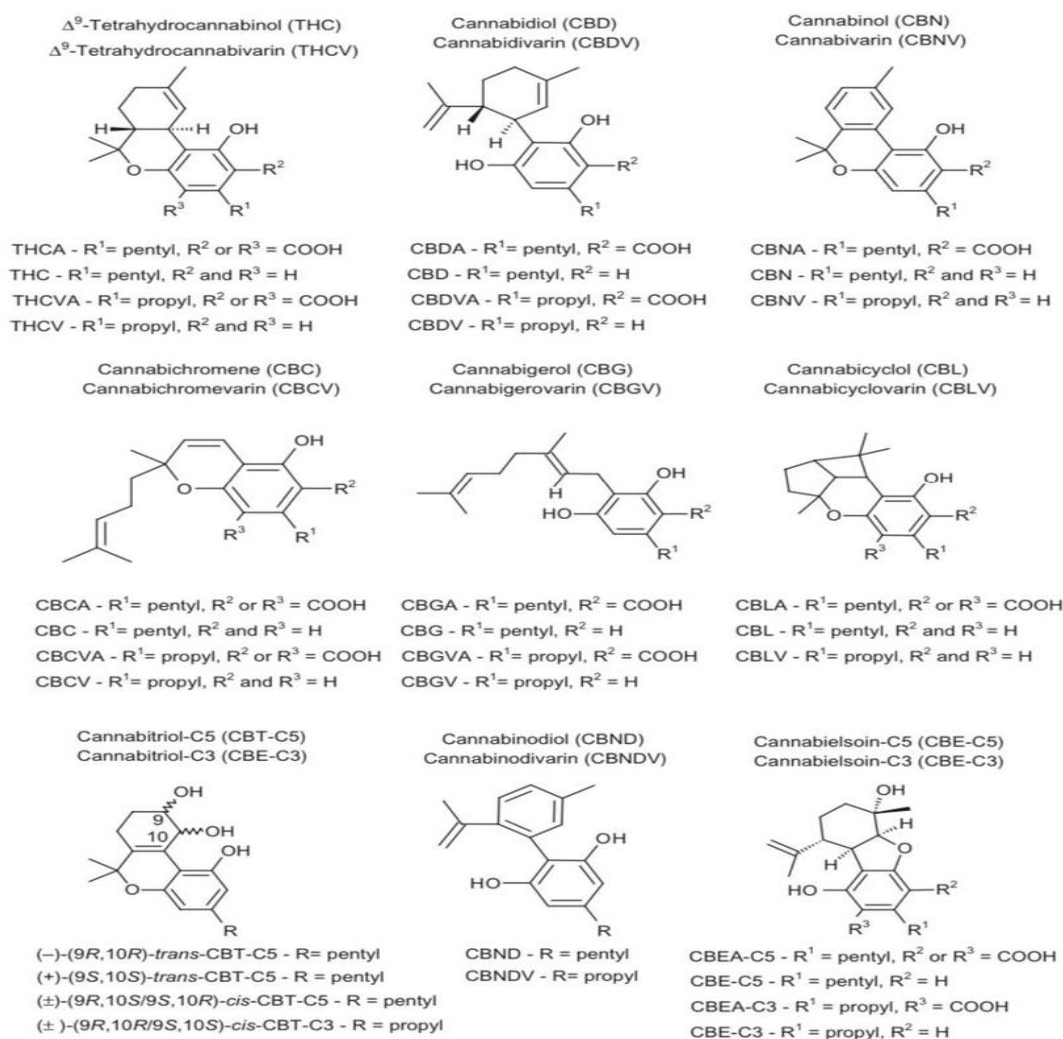 Δ⁹-Tetrahydrocannabinol (THC)
Δ⁹-Tetrahydrocannabivarin (THCV)
H
H
OH
O
R²
R³
R¹
THCA - R¹= pentyl, R² or R³ = COOH
THC - R¹= pentyl, R² and R³ = H
THCVA - R¹= propyl, R² or R³ = COOH
THCV - R¹= propyl, R² and R³ = H
Cannabidiol (CBD)
Cannabidivarin (CBDV)
H
H
OH
HO
R²
R¹
CBDA - R¹= pentyl, R² = COOH
CBD - R¹= pentyl, R² = H
CBDVA - R¹= propyl, R² = COOH
CBDV - R¹= propyl, R² = H
Cannabinol (CBN)
Cannabivarin (CBNV)
OH
O
R²
R¹
CBNA - R¹= pentyl, R² = COOH
CBN - R¹= pentyl, R² and R³ = H
CBNV - R¹= propyl, R² and R³ = H
Cannabichromene (CBC)
Cannabichromevarin (CBCV)
OH
O
R²
R³
R¹
CBCA - R¹= pentyl, R² or R³ = COOH
CBC - R¹= pentyl, R² and R³ = H
CBCVA - R¹= propyl, R² or R³ = COOH
CBCV - R¹= propyl, R² and R³ = H
Cannabigerol (CBG)
Cannabigerovarin (CBGV)
OH
H
HO
R²
R¹
CBGA - R¹= pentyl, R² = COOH
CBG - R¹= pentyl, R² = H
CBGVA - R¹= propyl, R² = COOH
CBGV - R¹= propyl, R² = H
Cannabicyclol (CBL)
Cannabicyclovarin (CBLV)
OH
O
R²
R³
R¹
CBLA - R¹= pentyl, R² or R³ = COOH
CBL - R¹= pentyl, R² and R³ = H
CBLV - R¹= propyl, R² and R³ = H
Cannabitriol-C5 (CBT-C5)
Cannabitriol-C3 (CBE-C3)
OH
9
10
OH
OH
O
R
(–)-(9R,10R)-trans-CBT-C5 - R= pentyl
(+)-(9S,10S)-trans-CBT-C5 - R= pentyl
(±)-(9R,10S/9S,10R)-cis-CBT-C5 - R = pentyl
(±)-(9R,10R/9S,10S)-cis-CBT-C3 - R = propyl
Cannabinodiol (CBND)
Cannabinodivarin (CBNDV)
OH
HO
R
CBND - R = pentyl
CBNDV - R= propyl
Cannabielsoin-C5 (CBE-C5)
Cannabielsoin-C3 (CBE-C3)
OH
H
H
O
HO
R²
R³
R¹
CBEA-C5 - R¹ = pentyl, R² or R³ = COOH
CBE-C5 - R¹ = pentyl, R² = H
CBEA-C3 - R¹ = propyl, R³ = COOH
CBE-C3 - R¹ = propyl, R² = H